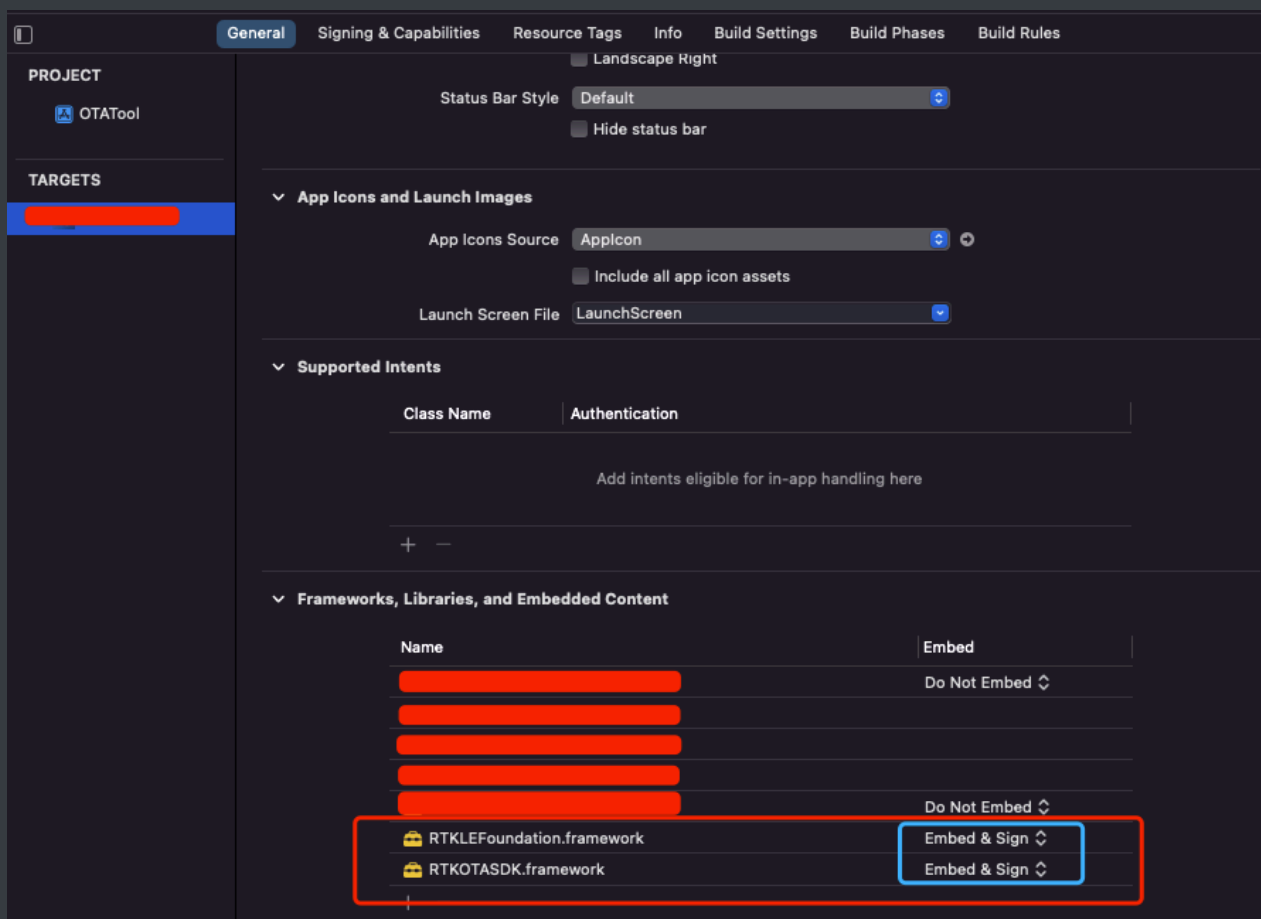 General Signing & Capabilities Resource Tags Info Build Settings Build Phases Build Rules
PROJECT
OTATool
TARGETS
Landscape Right
Status Bar Style Default
Hide status bar
App Icons and Launch Images
App Icons Source AppIcon
Include all app icon assets
Launch Screen File LaunchScreen
Supported Intents
Class Name Authentication
Add intents eligible for in-app handling here
Frameworks, Libraries, and Embedded Content
Name Embed
Do Not Embed
Do Not Embed
RTKLEFoundation.framework Embed & Sign
RTKOTASDK.framework Embed & Sign